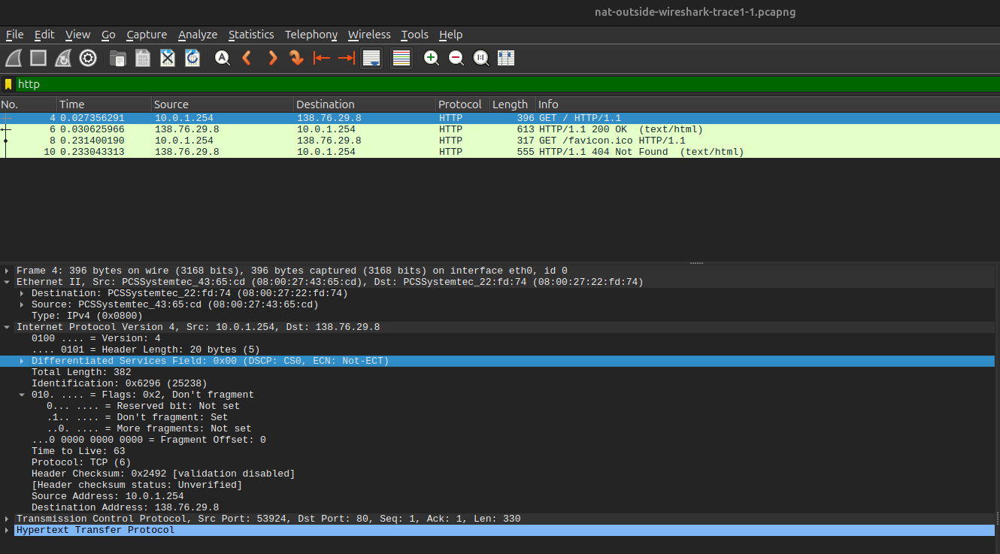 nat-outside-wireshark-trace1-1.pcapng
File Edit View Go Capture Analyze Statistics Telephony Wireless Tools Help
http
No. Time Source Destination Protocol Length Info
4 0.027356291 10.0.1.254 138.76.29.8 HTTP 396 GET / HTTP/1.1
6 0.030625966 138.76.29.8 10.0.1.254 HTTP 613 HTTP/1.1 200 OK  (text/html)
8 0.231400190 10.0.1.254 138.76.29.8 HTTP 317 GET /favicon.ico HTTP/1.1
10 0.233043313 138.76.29.8 10.0.1.254 HTTP 555 HTTP/1.1 404 Not Found  (text/html)
Frame 4: 396 bytes on wire (3168 bits), 396 bytes captured (3168 bits) on interface eth0, id 0
Ethernet II, Src: PCSSystemtec_43:65:cd (08:00:27:43:65:cd), Dst: PCSSystemtec_22:fd:74 (08:00:27:22:fd:74)
Destination: PCSSystemtec_22:fd:74 (08:00:27:22:fd:74)
Source: PCSSystemtec_43:65:cd (08:00:27:43:65:cd)
Type: IPv4 (0x0800)
Internet Protocol Version 4, Src: 10.0.1.254, Dst: 138.76.29.8
0100 .... = Version: 4
.... 0101 = Header Length: 20 bytes (5)
Differentiated Services Field: 0x00 (DSCP: CS0, ECN: Not-ECT)
Total Length: 382
Identification: 0x6296 (25238)
010. .... = Flags: 0x2, Don't fragment
0... .... = Reserved bit: Not set
.1.. .... = Don't fragment: Set
..0. .... = More fragments: Not set
...0 0000 0000 0000 = Fragment Offset: 0
Time to Live: 63
Protocol: TCP (6)
Header Checksum: 0x2492 [validation disabled]
[Header checksum status: Unverified]
Source Address: 10.0.1.254
Destination Address: 138.76.29.8
Transmission Control Protocol, Src Port: 53924, Dst Port: 80, Seq: 1, Ack: 1, Len: 330
Hypertext Transfer Protocol